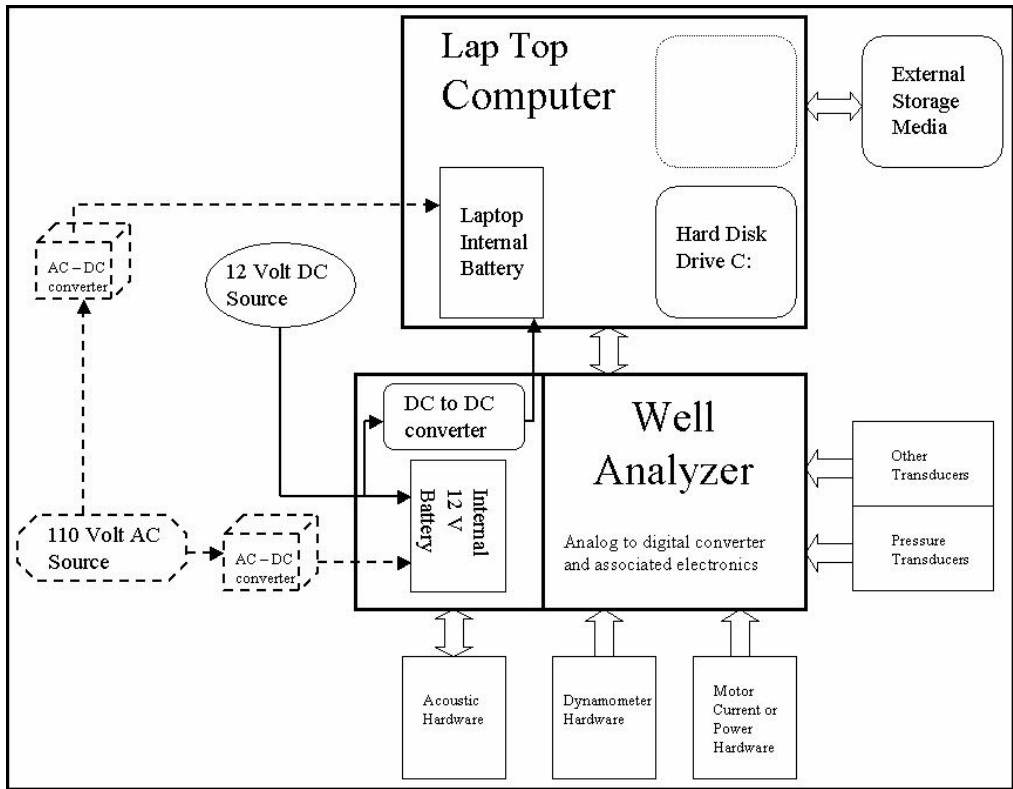 Lap Top
Computer
External
Storage
Media
Laptop
Internal
Battery
Hard Disk
Drive C:
AC – DC
converter
12 Volt DC
Source
DC to DC
converter
Well
Analyzer
Internal
12 V
Battery
Analog to digital converter
and associated electronics
Other
Transducers
Pressure
Transducers
110 Volt AC
Source
AC – DC
converter
Acoustic
Hardware
Dynamometer
Hardware
Motor
Current or
Power
Hardware